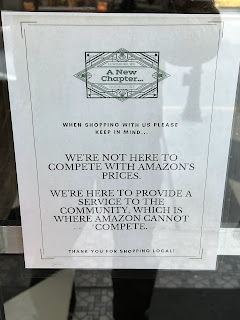 A New
Chapter...
WHEN SHOPPING WITH US PLEASE
KEEP IN MIND...
WE'RE NOT HERE TO
COMPETE WITH AMAZON'S
PRICES.
WE'RE HERE TO PROVIDE A
SERVICE TO THE
COMMUNITY, WHICH IS
WHERE AMAZON CANNOT
COMPETE.
THANK YOU FOR SHOPPING LOCAL!